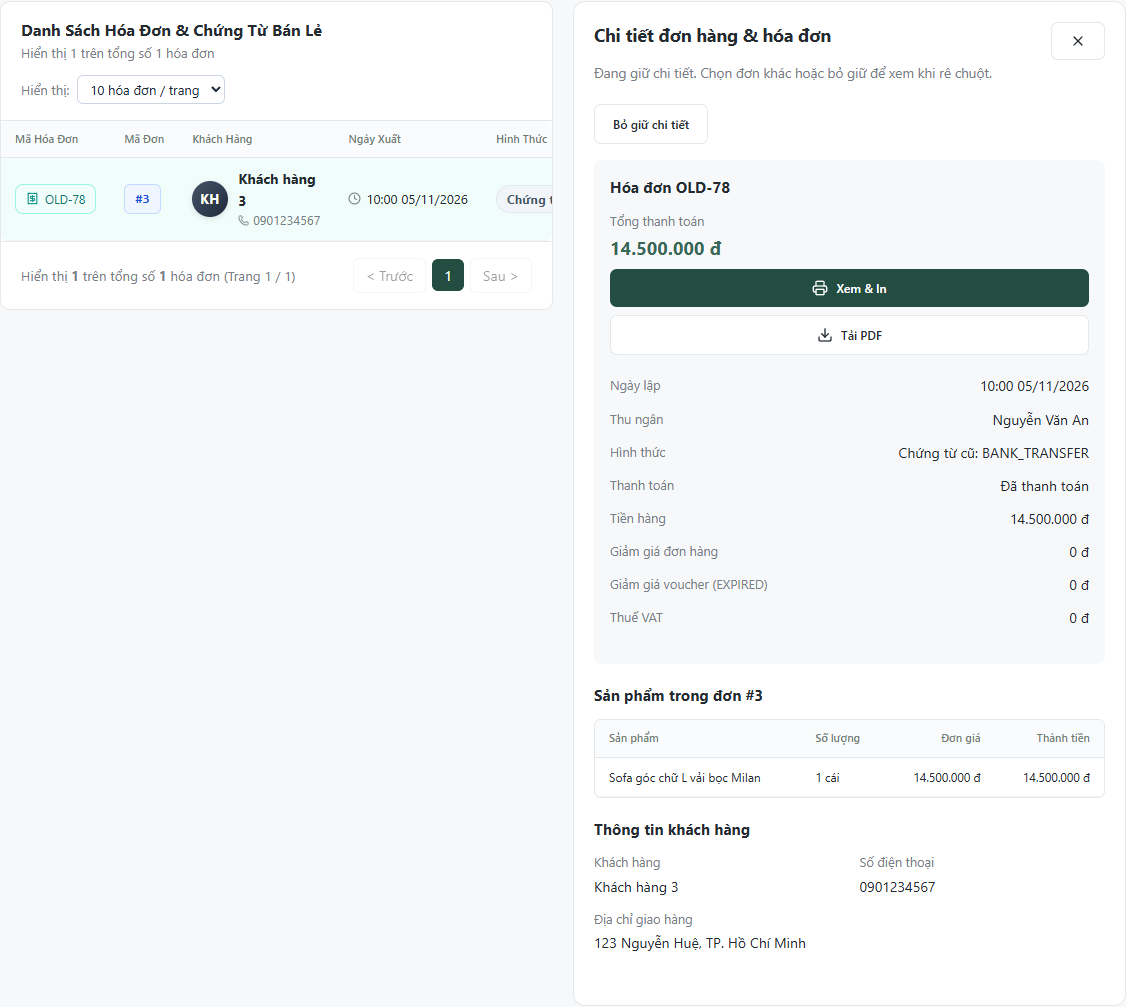 Danh Sách Hóa Đơn & Chứng Từ Bán Lẻ
Hiển thị 1 trên tổng số 1 hóa đơn
Hiển thị: 10 hóa đơn / trang
Mã Hóa Đơn Mã Đơn Khách Hàng Ngày Xuất Hình Thức
OLD-78 #3 KH Khách hàng 3 0901234567 10:00 05/11/2026 Chứng t
Hiển thị 1 trên tổng số 1 hóa đơn (Trang 1 / 1) < Trước 1 Sau >
Chi tiết đơn hàng & hóa đơn
Đang giữ chi tiết. Chọn đơn khác hoặc bỏ giữ để xem khi rê chuột.
Bỏ giữ chi tiết
Hóa đơn OLD-78
Tổng thanh toán
14.500.000 đ
Xem & In
Tải PDF
Ngày lập 10:00 05/11/2026
Thu ngân Nguyễn Văn An
Hình thức Chứng từ cũ: BANK_TRANSFER
Thanh toán Đã thanh toán
Tiền hàng 14.500.000 đ
Giảm giá đơn hàng 0 đ
Giảm giá voucher (EXPIRED) 0 đ
Thuế VAT 0 đ
Sản phẩm trong đơn #3
Sản phẩm Số lượng Đơn giá Thành tiền
Sofa góc chữ L vải bọc Milan 1 cái 14.500.000 đ 14.500.000 đ
Thông tin khách hàng
Khách hàng Số điện thoại
Khách hàng 3 0901234567
Địa chỉ giao hàng
123 Nguyễn Huệ, TP. Hồ Chí Minh